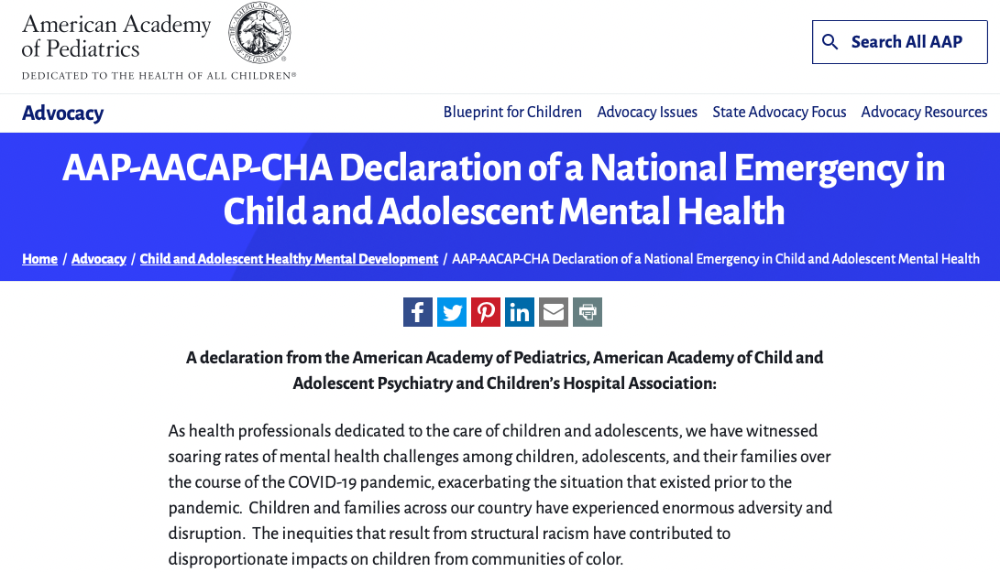 American Academy
of Pediatrics
DEDICATED TO THE HEALTH OF ALL CHILDREN®
Search All AAP
Advocacy
Blueprint for Children
Advocacy Issues
State Advocacy Focus
Advocacy Resources
AAP-AACAP-CHA Declaration of a National Emergency in
Child and Adolescent Mental Health
Home / Advocacy / Child and Adolescent Healthy Mental Development / AAP-AACAP-CHA Declaration of a National Emergency in Child and Adolescent Mental Health
A declaration from the American Academy of Pediatrics, American Academy of Child and
Adolescent Psychiatry and Children’s Hospital Association:
As health professionals dedicated to the care of children and adolescents, we have witnessed
soaring rates of mental health challenges among children, adolescents, and their families over
the course of the COVID-19 pandemic, exacerbating the situation that existed prior to the
pandemic.  Children and families across our country have experienced enormous adversity and
disruption.  The inequities that result from structural racism have contributed to
disproportionate impacts on children from communities of color.